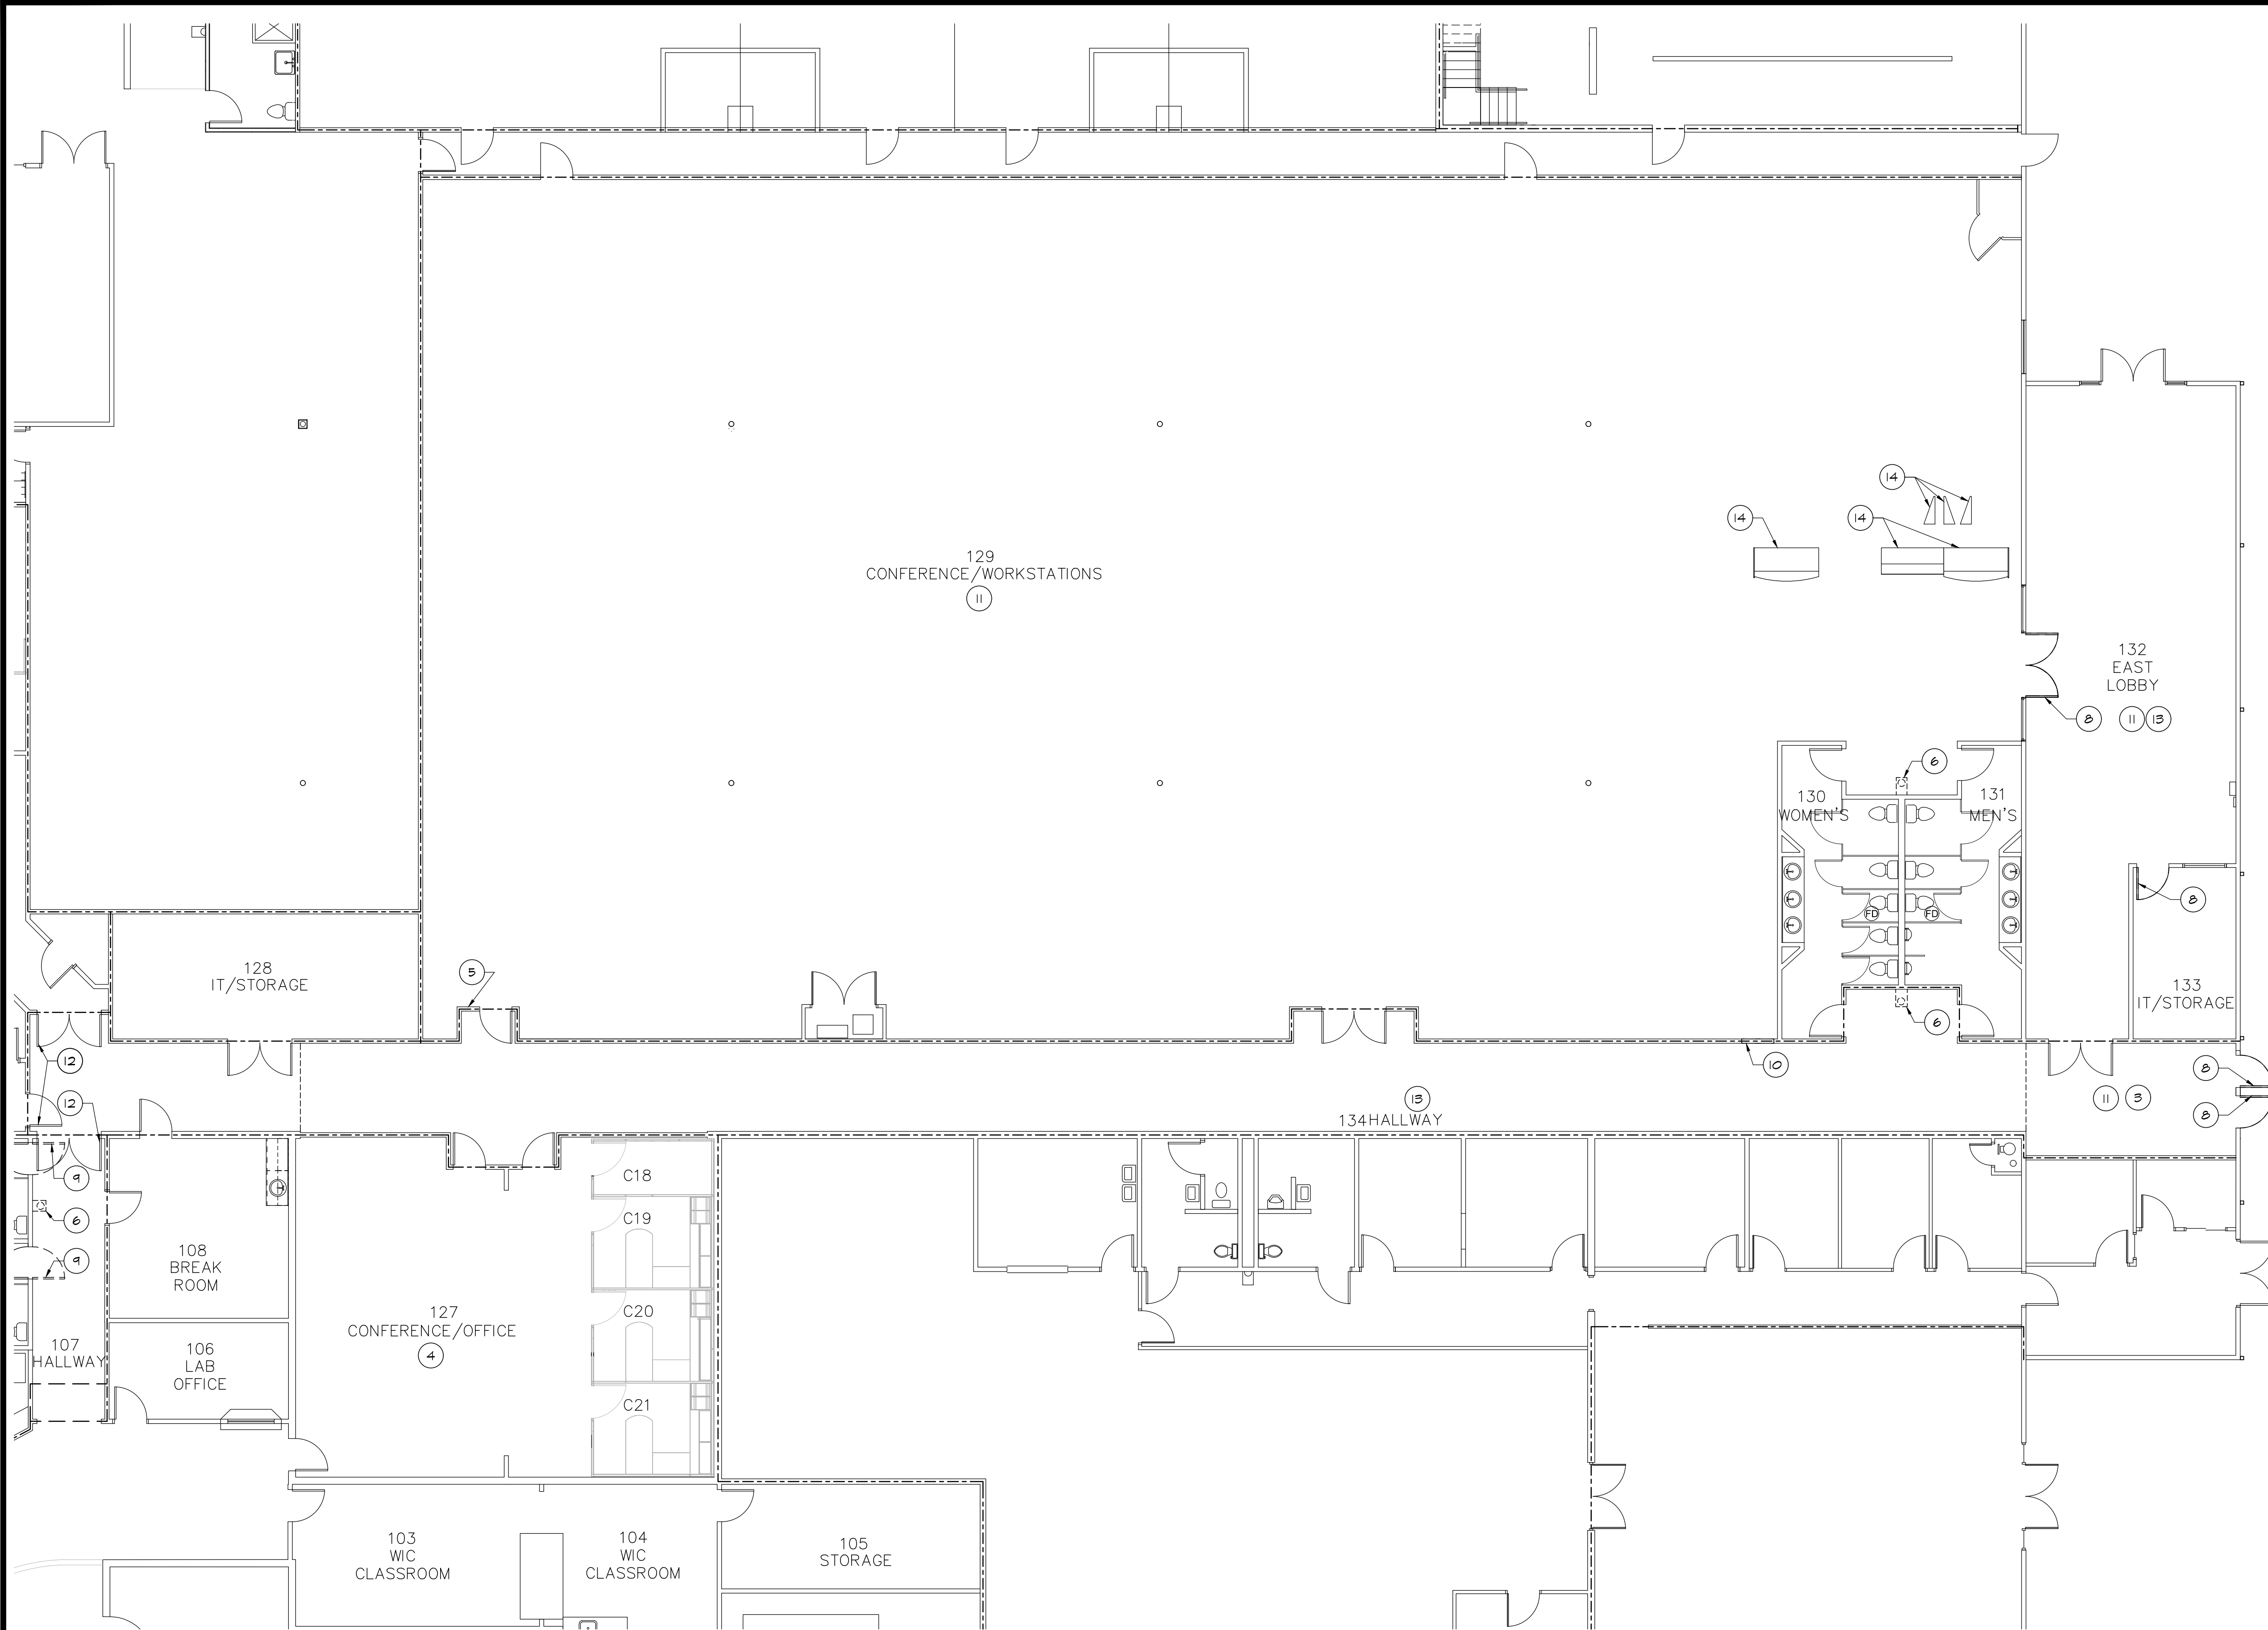 14
14
14
129
CONFERENCE/WORKSTATIONS
11
132
EAST
LOBBY
8
11
13
6
130
WOMEN'S
131
MEN'S
8
FD
FD
128
IT/STORAGE
5
133
IT/STORAGE
6
12
10
8
12
13
134 HALLWAY
11
3
8
9
C18
6
C19
9
108
BREAK
ROOM
127
CONFERENCE/OFFICE
4
C20
107
HALLWAY
106
LAB
OFFICE
C21
103
WIC
CLASSROOM
104
WIC
CLASSROOM
105
STORAGE